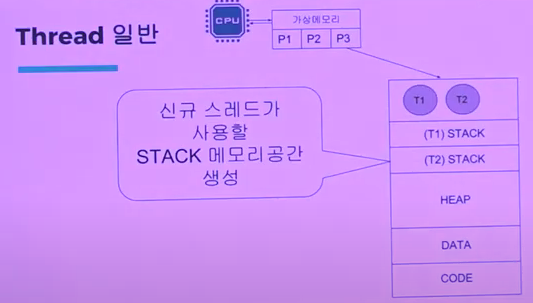 Thread 일반
CPU
가상메모리
P1 P2 P3
T1 T2
(T1) STACK
신규 스레드가
사용할
STACK 메모리공간
생성
(T2) STACK
HEAP
DATA
CODE